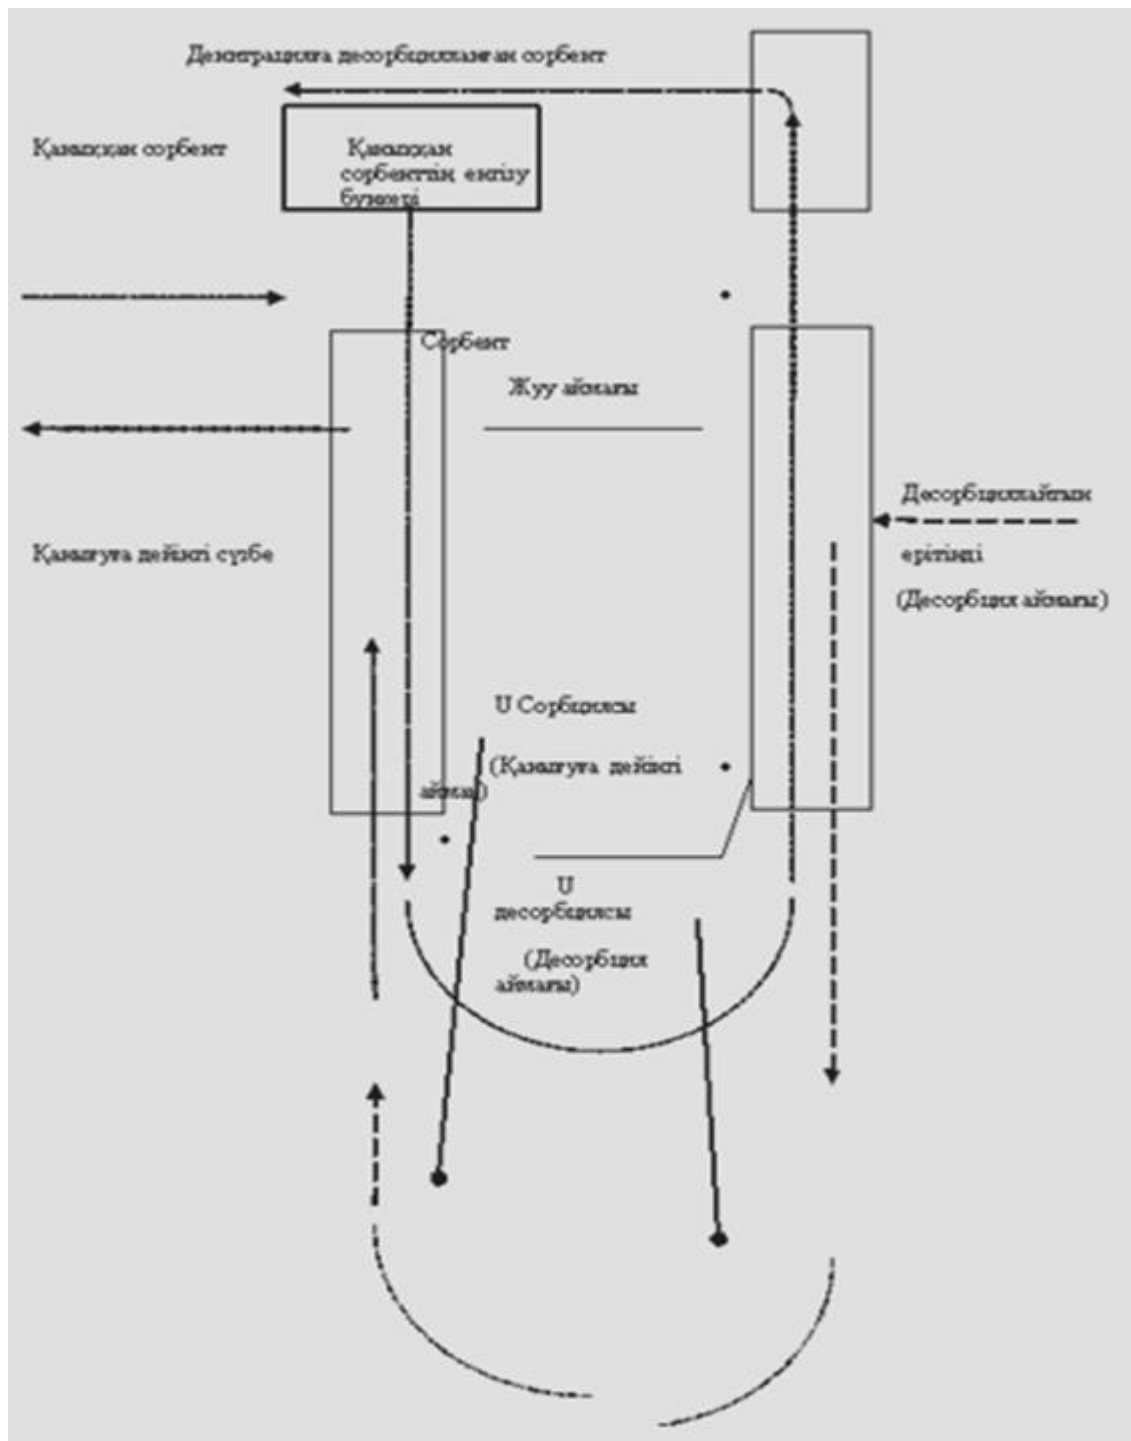 Денитрацияға десорбцияланған сорбент
Қаныққан сорбент
Қаныққан
сорбенттің енгізу
бункері
Сорбент
Жуу аймағы
Десорбциялайтын
Қанығуға дейінгі сүзбе
ерітінді
(Десорбция аймағы)
U Сорбциясы
(Қанығуға дейінгі
аймақ)
U
десорбциясы
(Десорбция
аймағы)